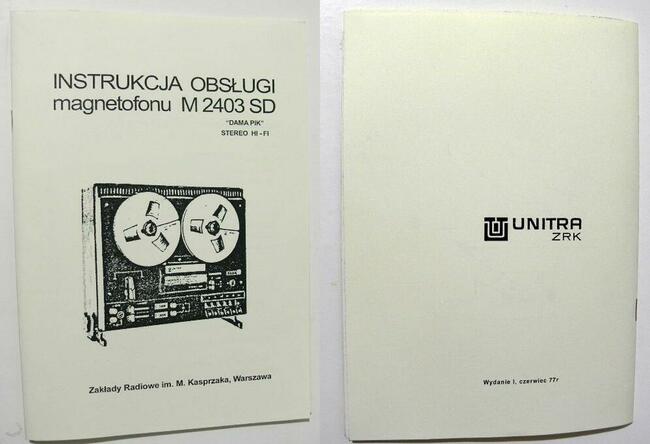 INSTRUKCJA OBSŁUGI
magnetofonu M 2403 SD
"DAMA PIK"
STEREO HI-FI
Zakłady Radiowe im. M. Kasprzaka, Warszawa
UNITRA
ZRK
Wydanie I, czerwiec 77r